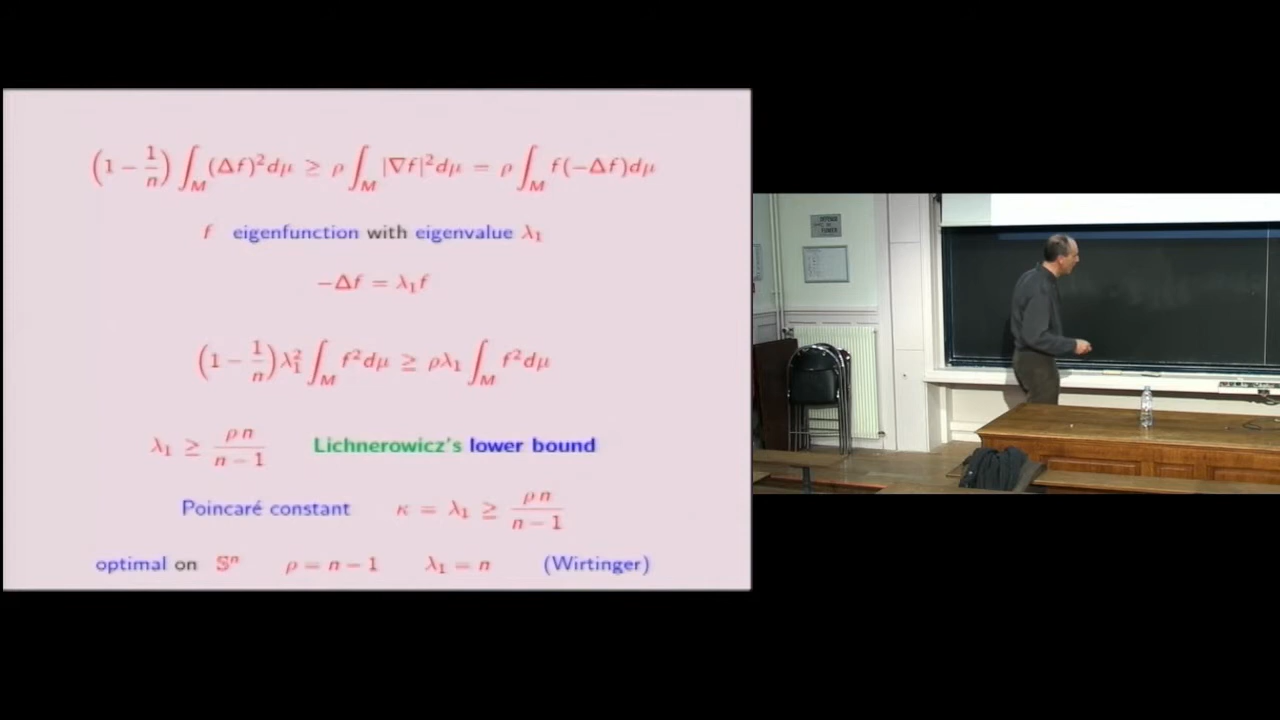 (1 − 1/n) ∫_M (Δf)² dμ ≥ ρ ∫_M |∇f|² dμ = ρ ∫_M f(−Δf) dμ
f eigenfunction with eigenvalue λ₁
−Δf = λ₁f
(1 − 1/n) λ₁² ∫_M f² dμ ≥ ρλ₁ ∫_M f² dμ
λ₁ ≥ ρ n / n − 1 Lichnerowicz's lower bound
Poincaré constant κ = λ₁ ≥ ρ n / n − 1
optimal on 𝕊ⁿ ρ = n − 1 λ₁ = n (Wirtinger)